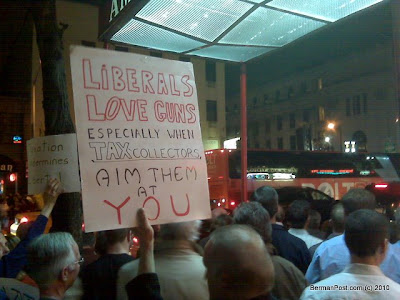 LIBERALS
LOVE GUNS
ESPECIALLY WHEN
TAX COLLECTORS,
AIM THEM
AT
YOU
BermanPost.com (c) 2010